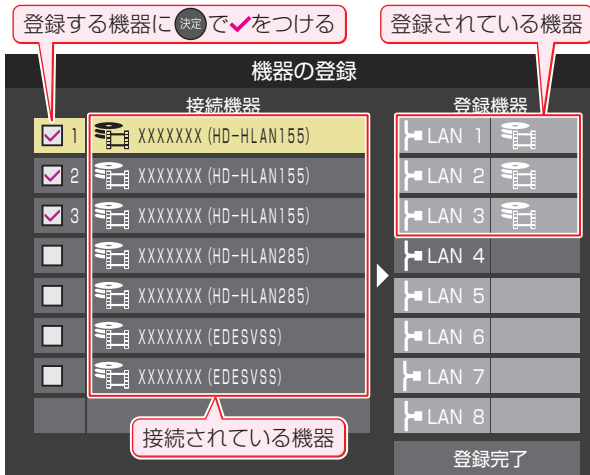 登録する機器に決定で✓をつける
登録されている機器
機器の登録
接続機器
登録機器
1 XXXXXXX (HD-HLAN155)
LAN 1
2 XXXXXXX (HD-HLAN155)
LAN 2
3 XXXXXXX (HD-HLAN155)
LAN 3
XXXXXXX (HD-HLAN285)
LAN 4
XXXXXXX (HD-HLAN285)
LAN 5
XXXXXXX (EDESVSS)
LAN 6
XXXXXXX (EDESVSS)
LAN 7
LAN 8
接続されている機器
登録完了